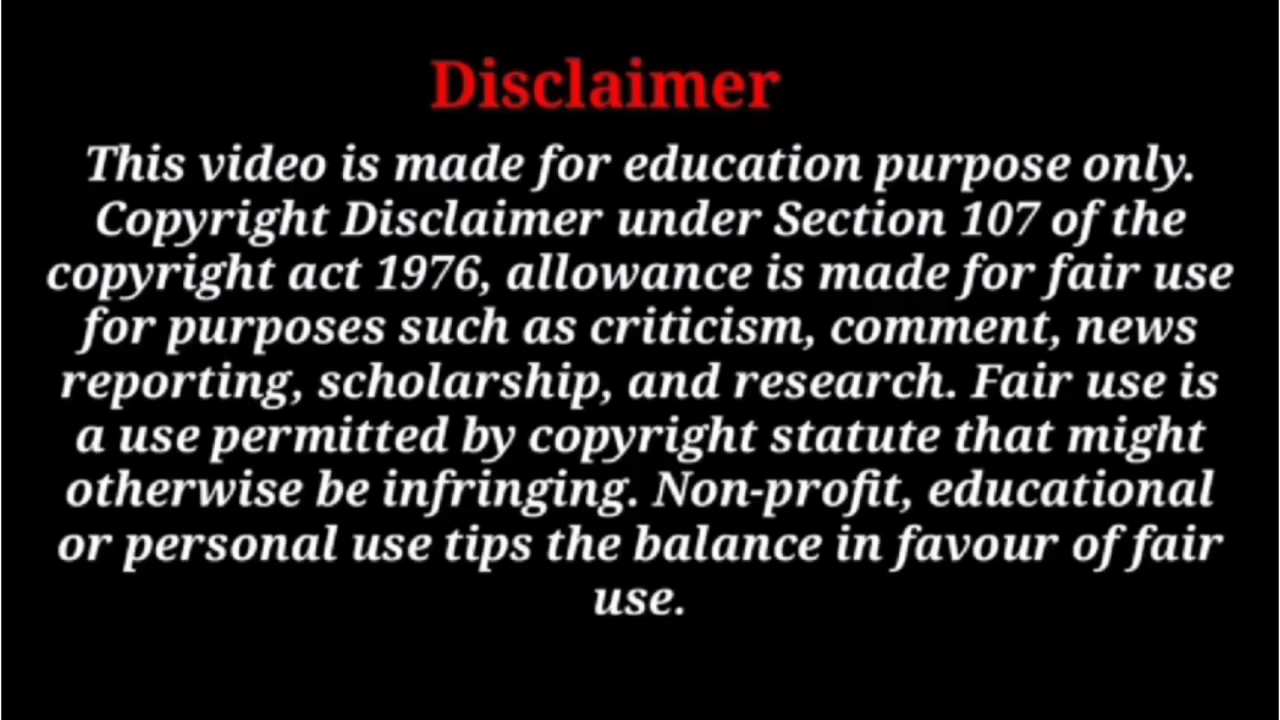 Disclaimer
This video is made for education purpose only.
Copyright Disclaimer under Section 107 of the
copyright act 1976, allowance is made for fair use
for purposes such as criticism, comment, news
reporting, scholarship, and research. Fair use is
a use permitted by copyright statute that might
otherwise be infringing. Non-profit, educational
or personal use tips the balance in favour of fair
use.